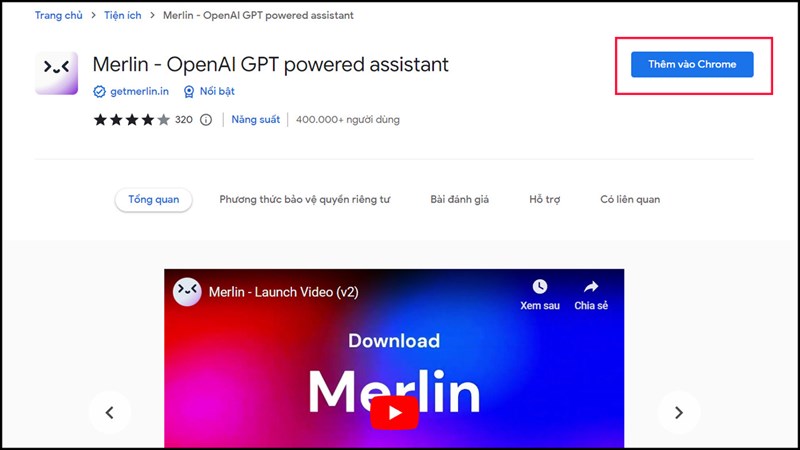 Trang chủ > Tiện ích > Merlin - OpenAI GPT powered assistant
Merlin - OpenAI GPT powered assistant
Thêm vào Chrome
getmerlin.in Nổi bật
320 Năng suất 400.000+ người dùng
Tổng quan Phương thức bảo vệ quyền riêng tư Bài đánh giá Hỗ trợ Có liên quan
Merlin - Launch Video (v2)
Xem sau Chia sẻ
Download
Merlin